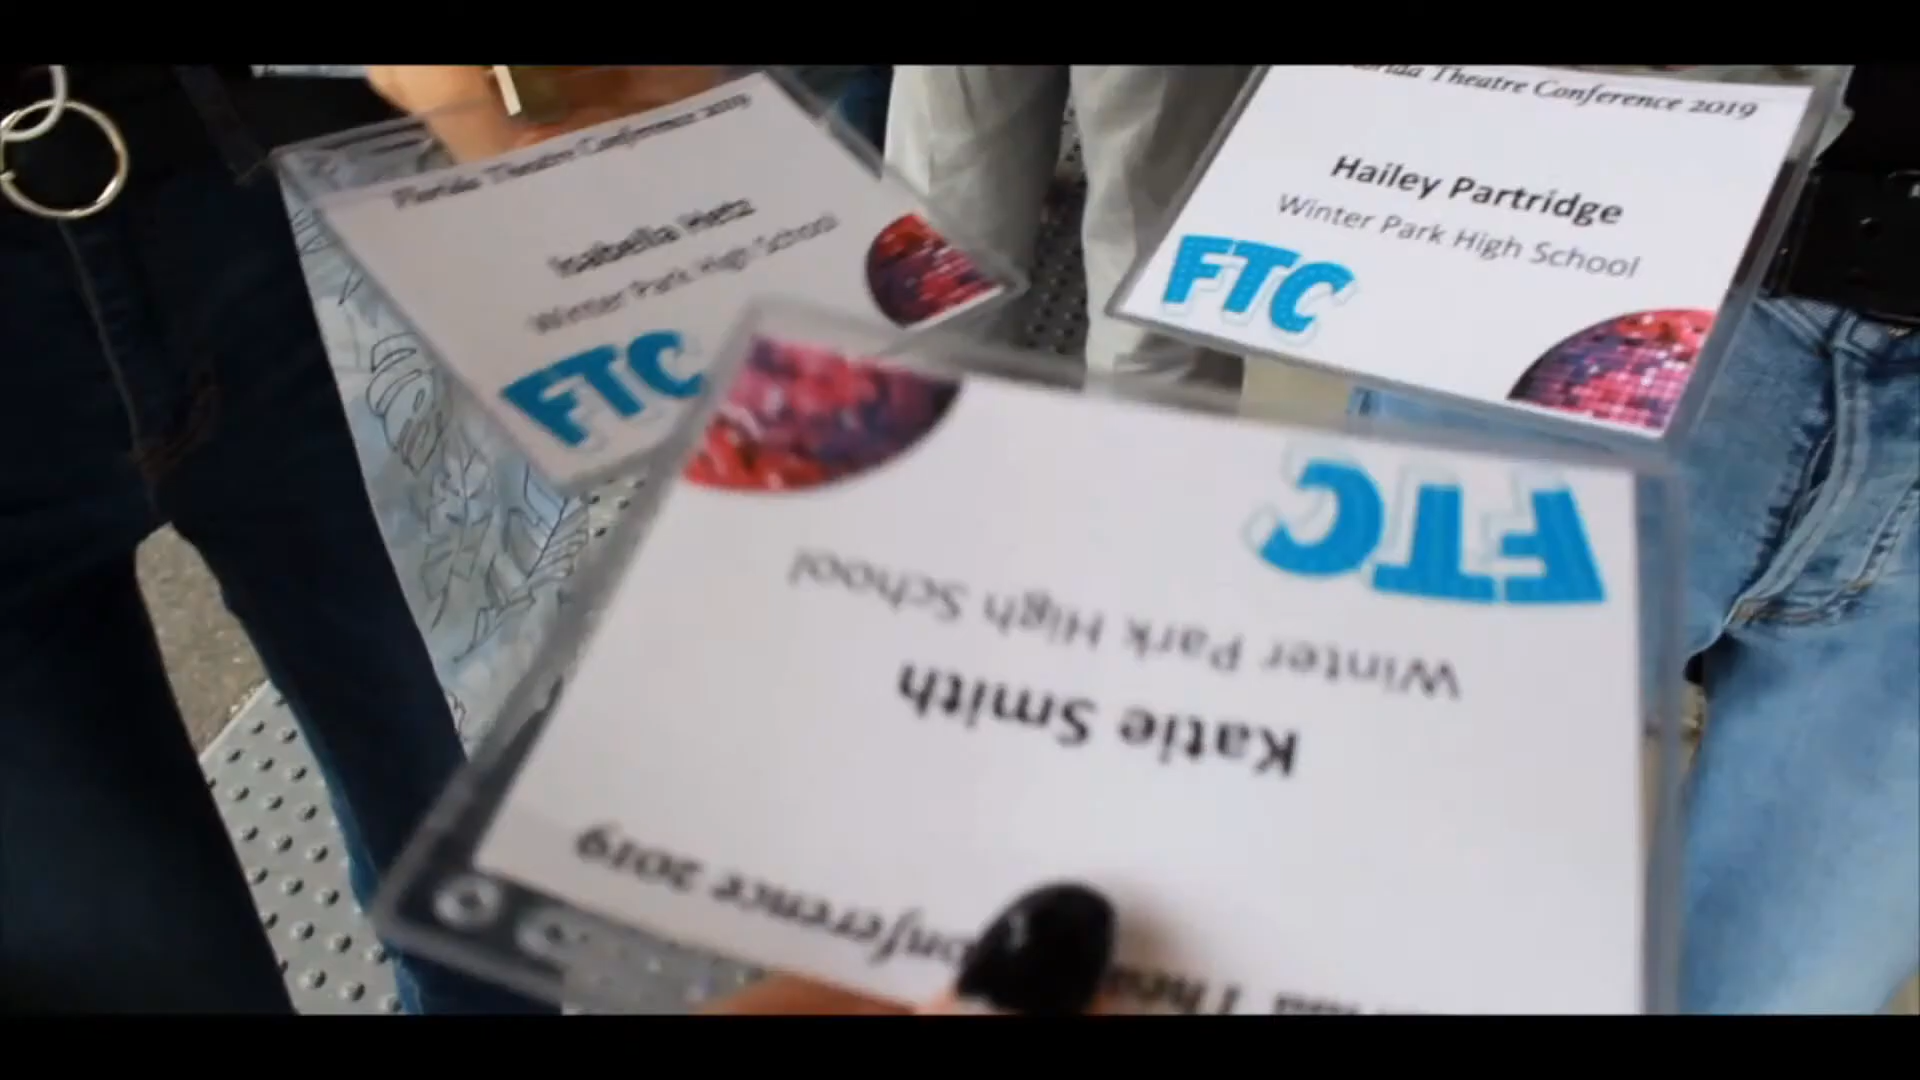 Florida Theatre Conference 2019
Isabella Hetz
Winter Park High School
FTC
Theatre Conference 2019
Hailey Partridge
Winter Park High School
FTC
Conference 2019
Katie Smith
Winter Park High School
FTC